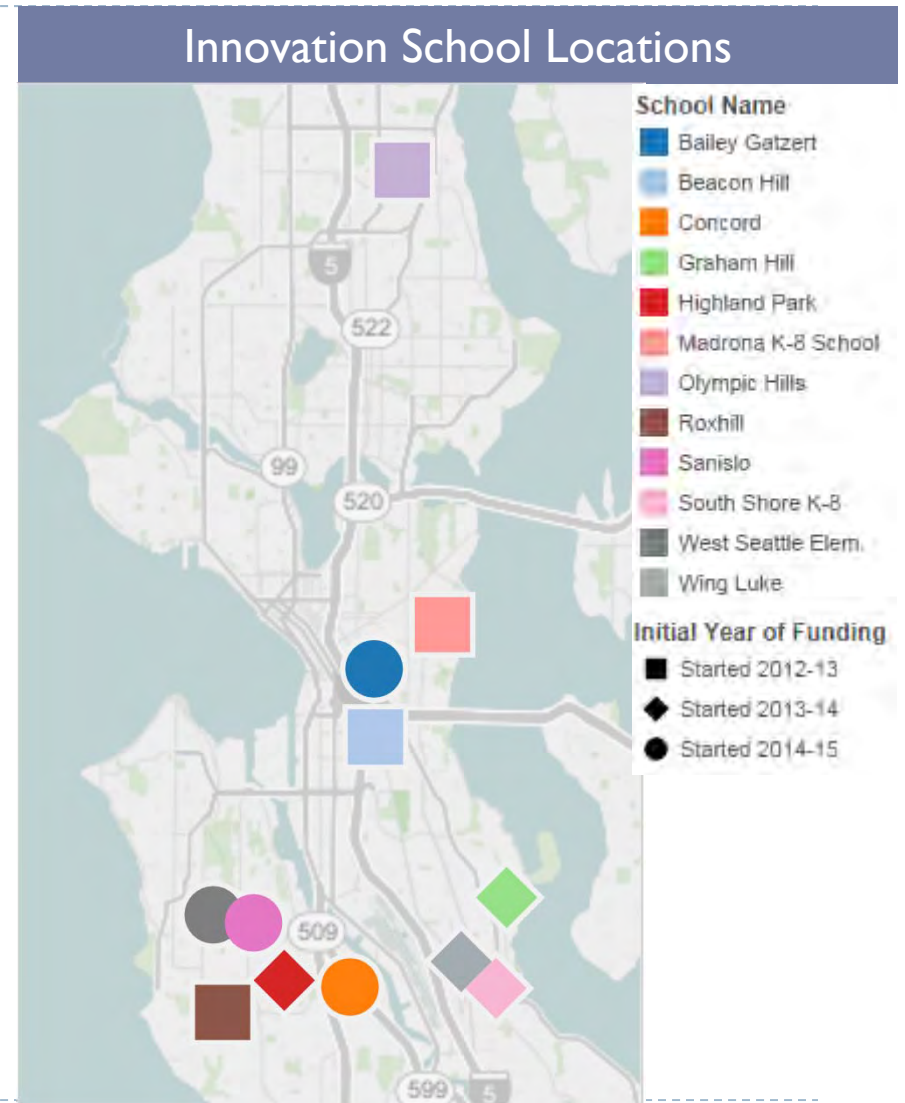 Innovation School Locations
School Name
Bailey Gatzert
Beacon Hill
Concord
Graham Hill
Highland Park
Madrona K-8 School
Olympic Hills
Roxhill
Sanislo
South Shore K-8
West Seattle Elem.
Wing Luke
Initial Year of Funding
Started 2012-13
Started 2013-14
Started 2014-15
5
522
99
520
509
599
5